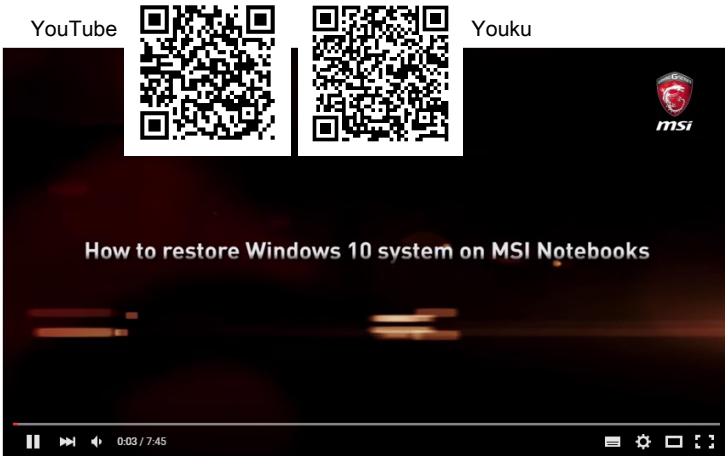 YouTube
Youku
msi
How to restore Windows 10 system on MSI Notebooks
0:03 / 7:45